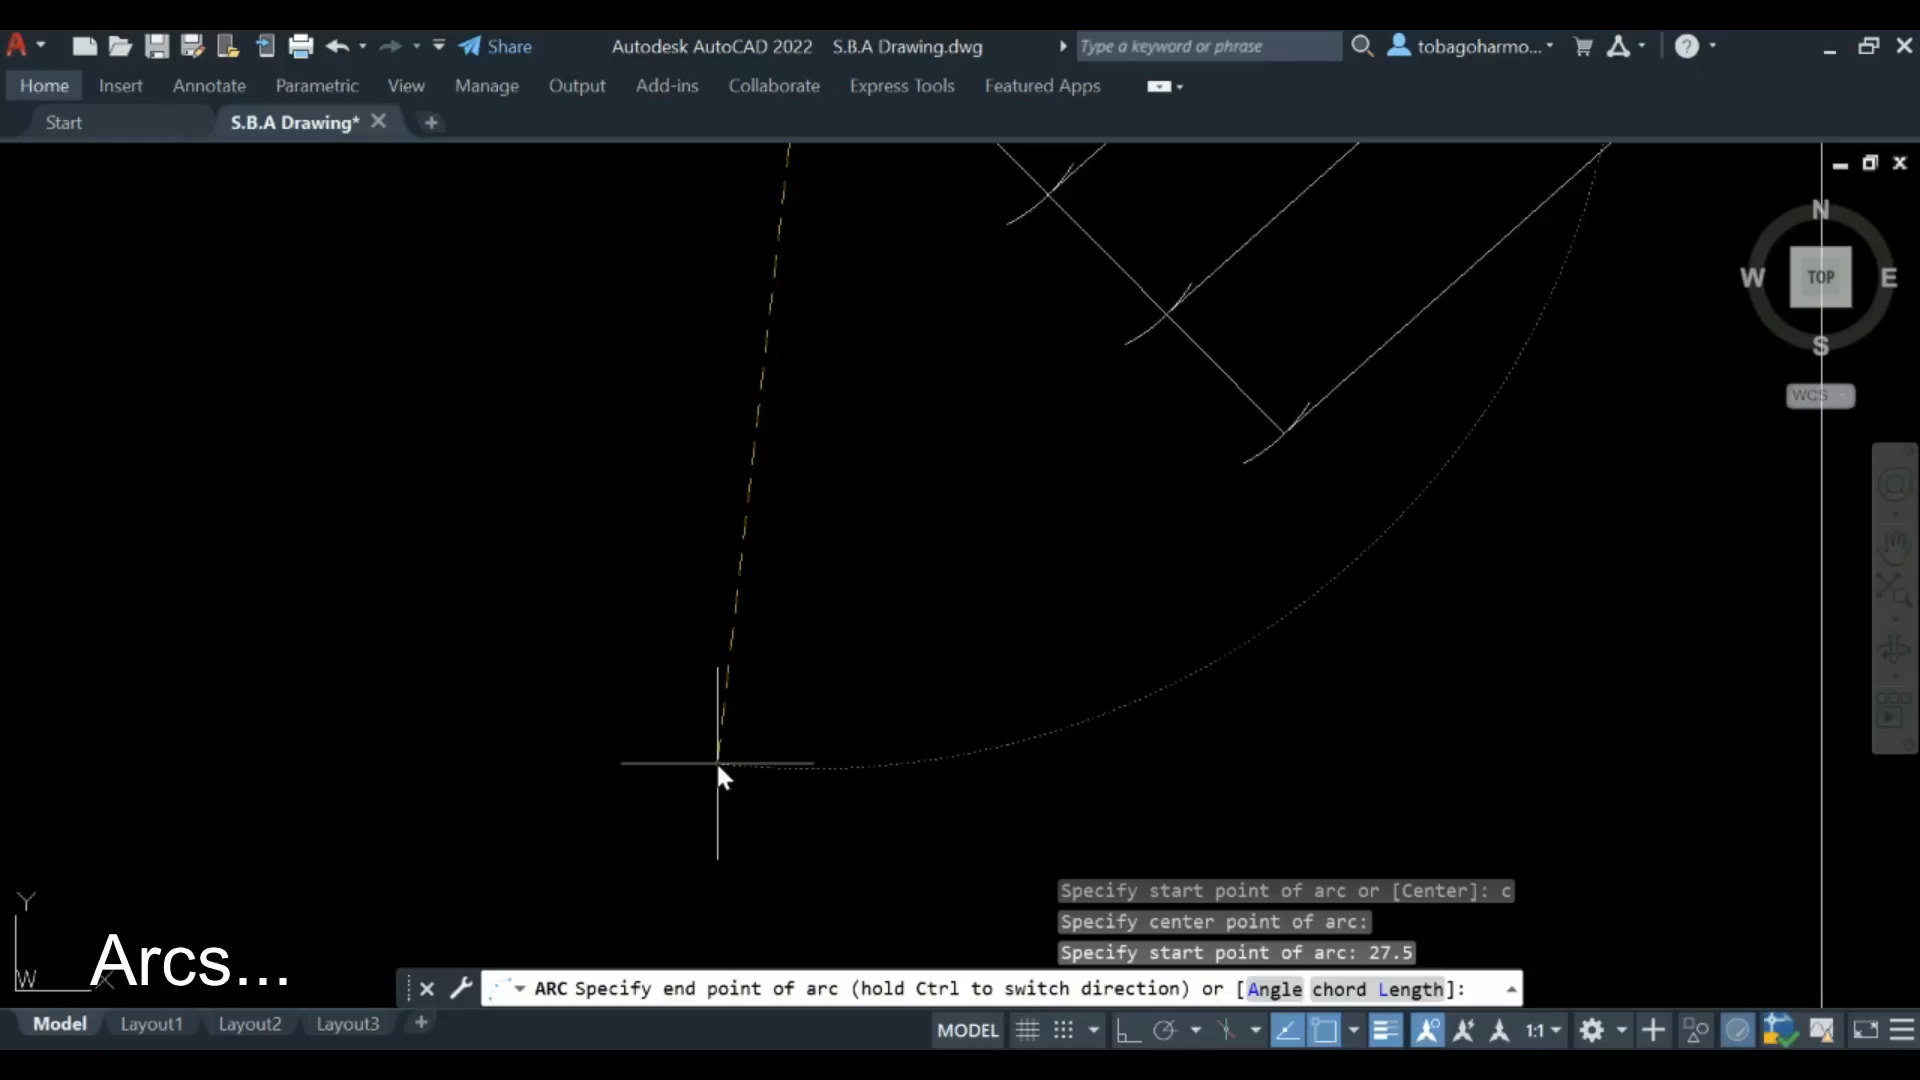 Share
Autodesk AutoCAD 2022 S.B.A Drawing.dwg
Type a keyword or phrase
tobagoharmo...
Home Insert Annotate Parametric View Manage Output Add-ins Collaborate Express Tools Featured Apps
Start S.B.A Drawing*
N
W TOP E
S
WCS
Specify start point of arc or [Center]: c
Specify center point of arc:
Specify start point of arc: 27.5
Y
Arcs...
W X
ARC Specify end point of arc (hold Ctrl to switch direction) or [Angle chord Length]:
Model Layout1 Layout2 Layout3
MODEL 1:1